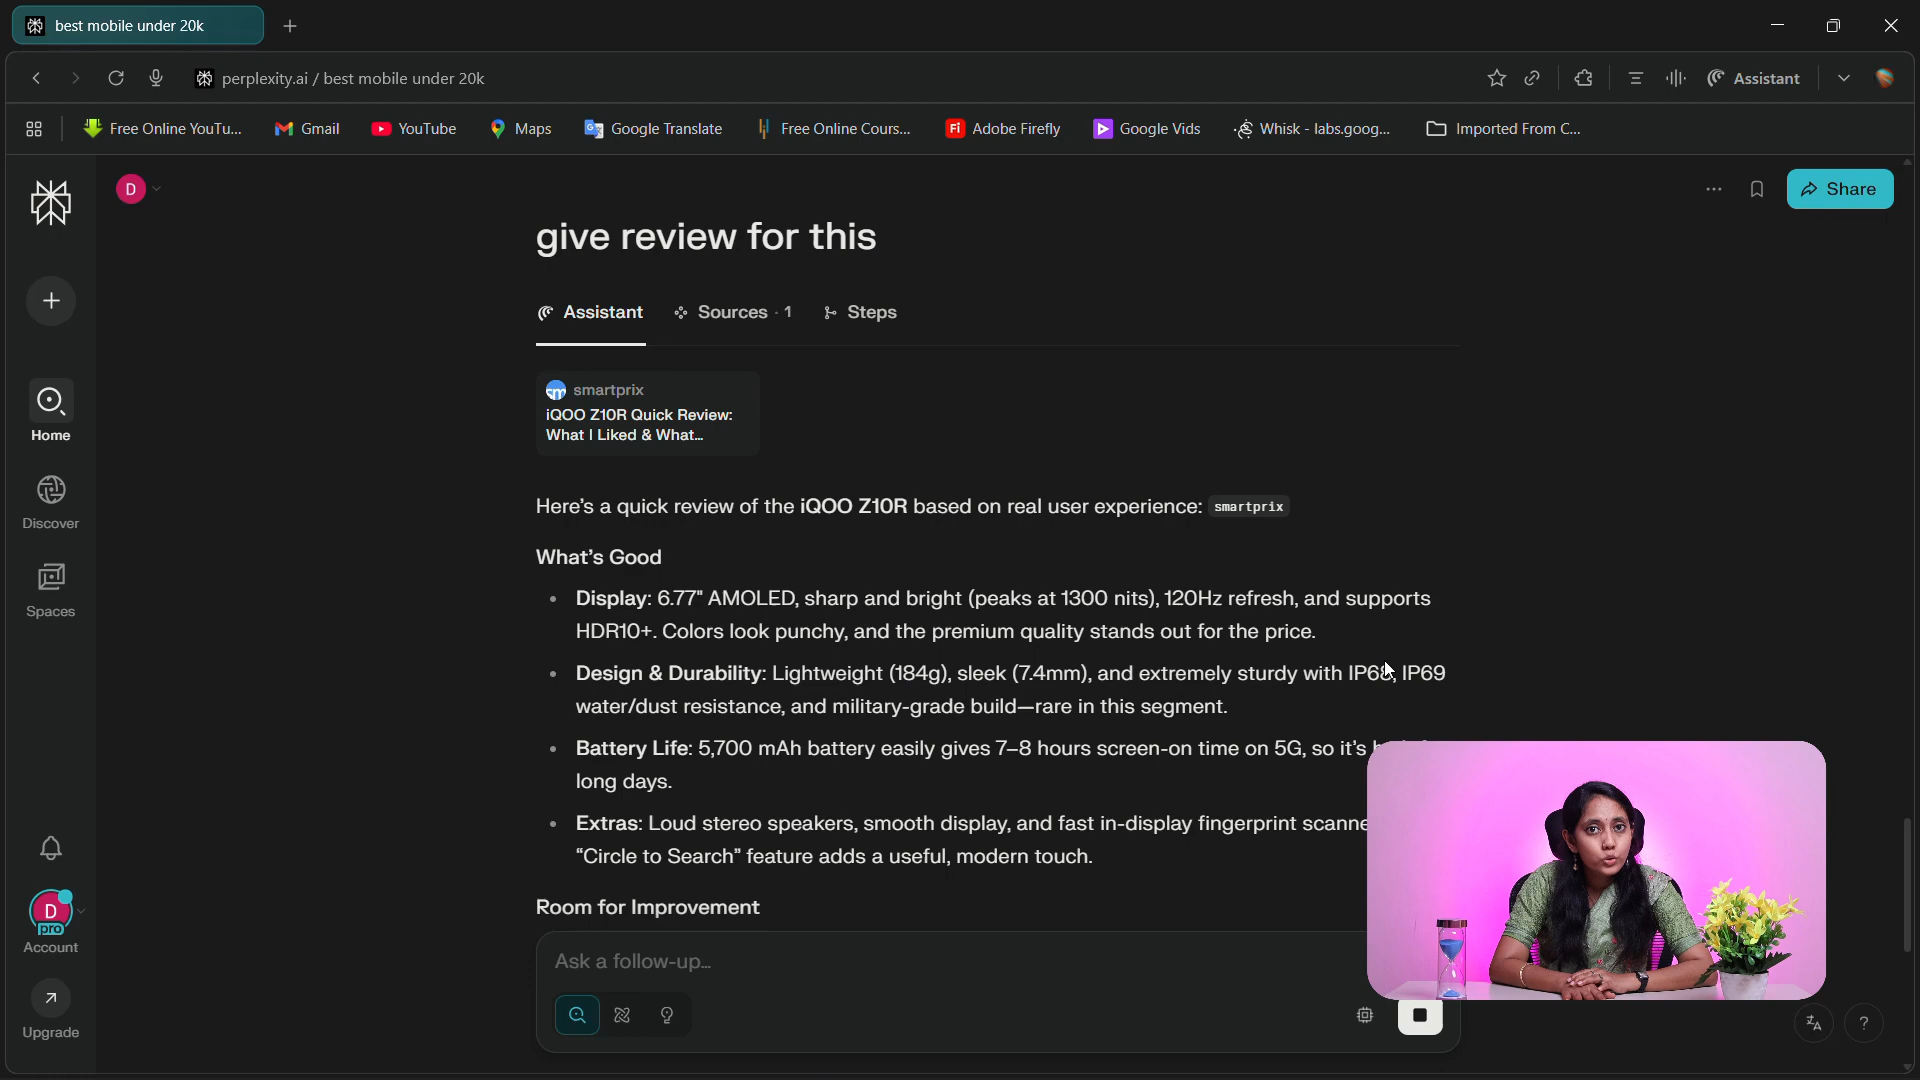 best mobile under 20k
perplexity.ai / best mobile under 20k
Assistant
Free Online YouTu...
Gmail
YouTube
Maps
Google Translate
Free Online Cours...
Fi
Adobe Firefly
Google Vids
Whisk - labs.goog...
Imported From C...
D
Share
give review for this
Assistant
Sources · 1
Steps
sm smartprix
iQOO Z10R Quick Review:
What I Liked & What...
Here's a quick review of the iQOO Z10R based on real user experience: smartprix
What's Good
• Display: 6.77" AMOLED, sharp and bright (peaks at 1300 nits), 120Hz refresh, and supports
HDR10+. Colors look punchy, and the premium quality stands out for the price.
• Design & Durability: Lightweight (184g), sleek (7.4mm), and extremely sturdy with IP68, IP69
water/dust resistance, and military-grade build—rare in this segment.
• Battery Life: 5,700 mAh battery easily gives 7–8 hours screen-on time on 5G, so it's
long days.
• Extras: Loud stereo speakers, smooth display, and fast in-display fingerprint
"Circle to Search" feature adds a useful, modern touch.
Room for Improvement
Ask a follow-up...
Home
Discover
Spaces
D
pro
Account
Upgrade
?